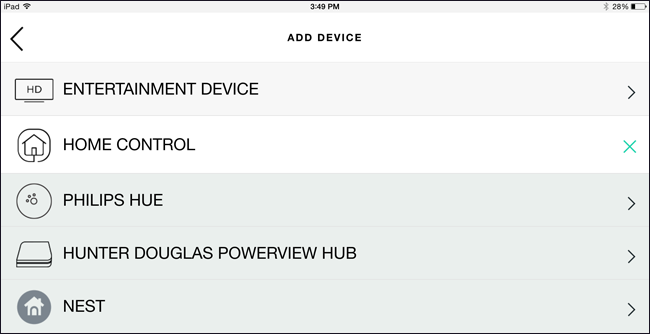 iPad 3:49 PM 28%
ADD DEVICE
HD ENTERTAINMENT DEVICE
HOME CONTROL
PHILIPS HUE
HUNTER DOUGLAS POWERVIEW HUB
NEST